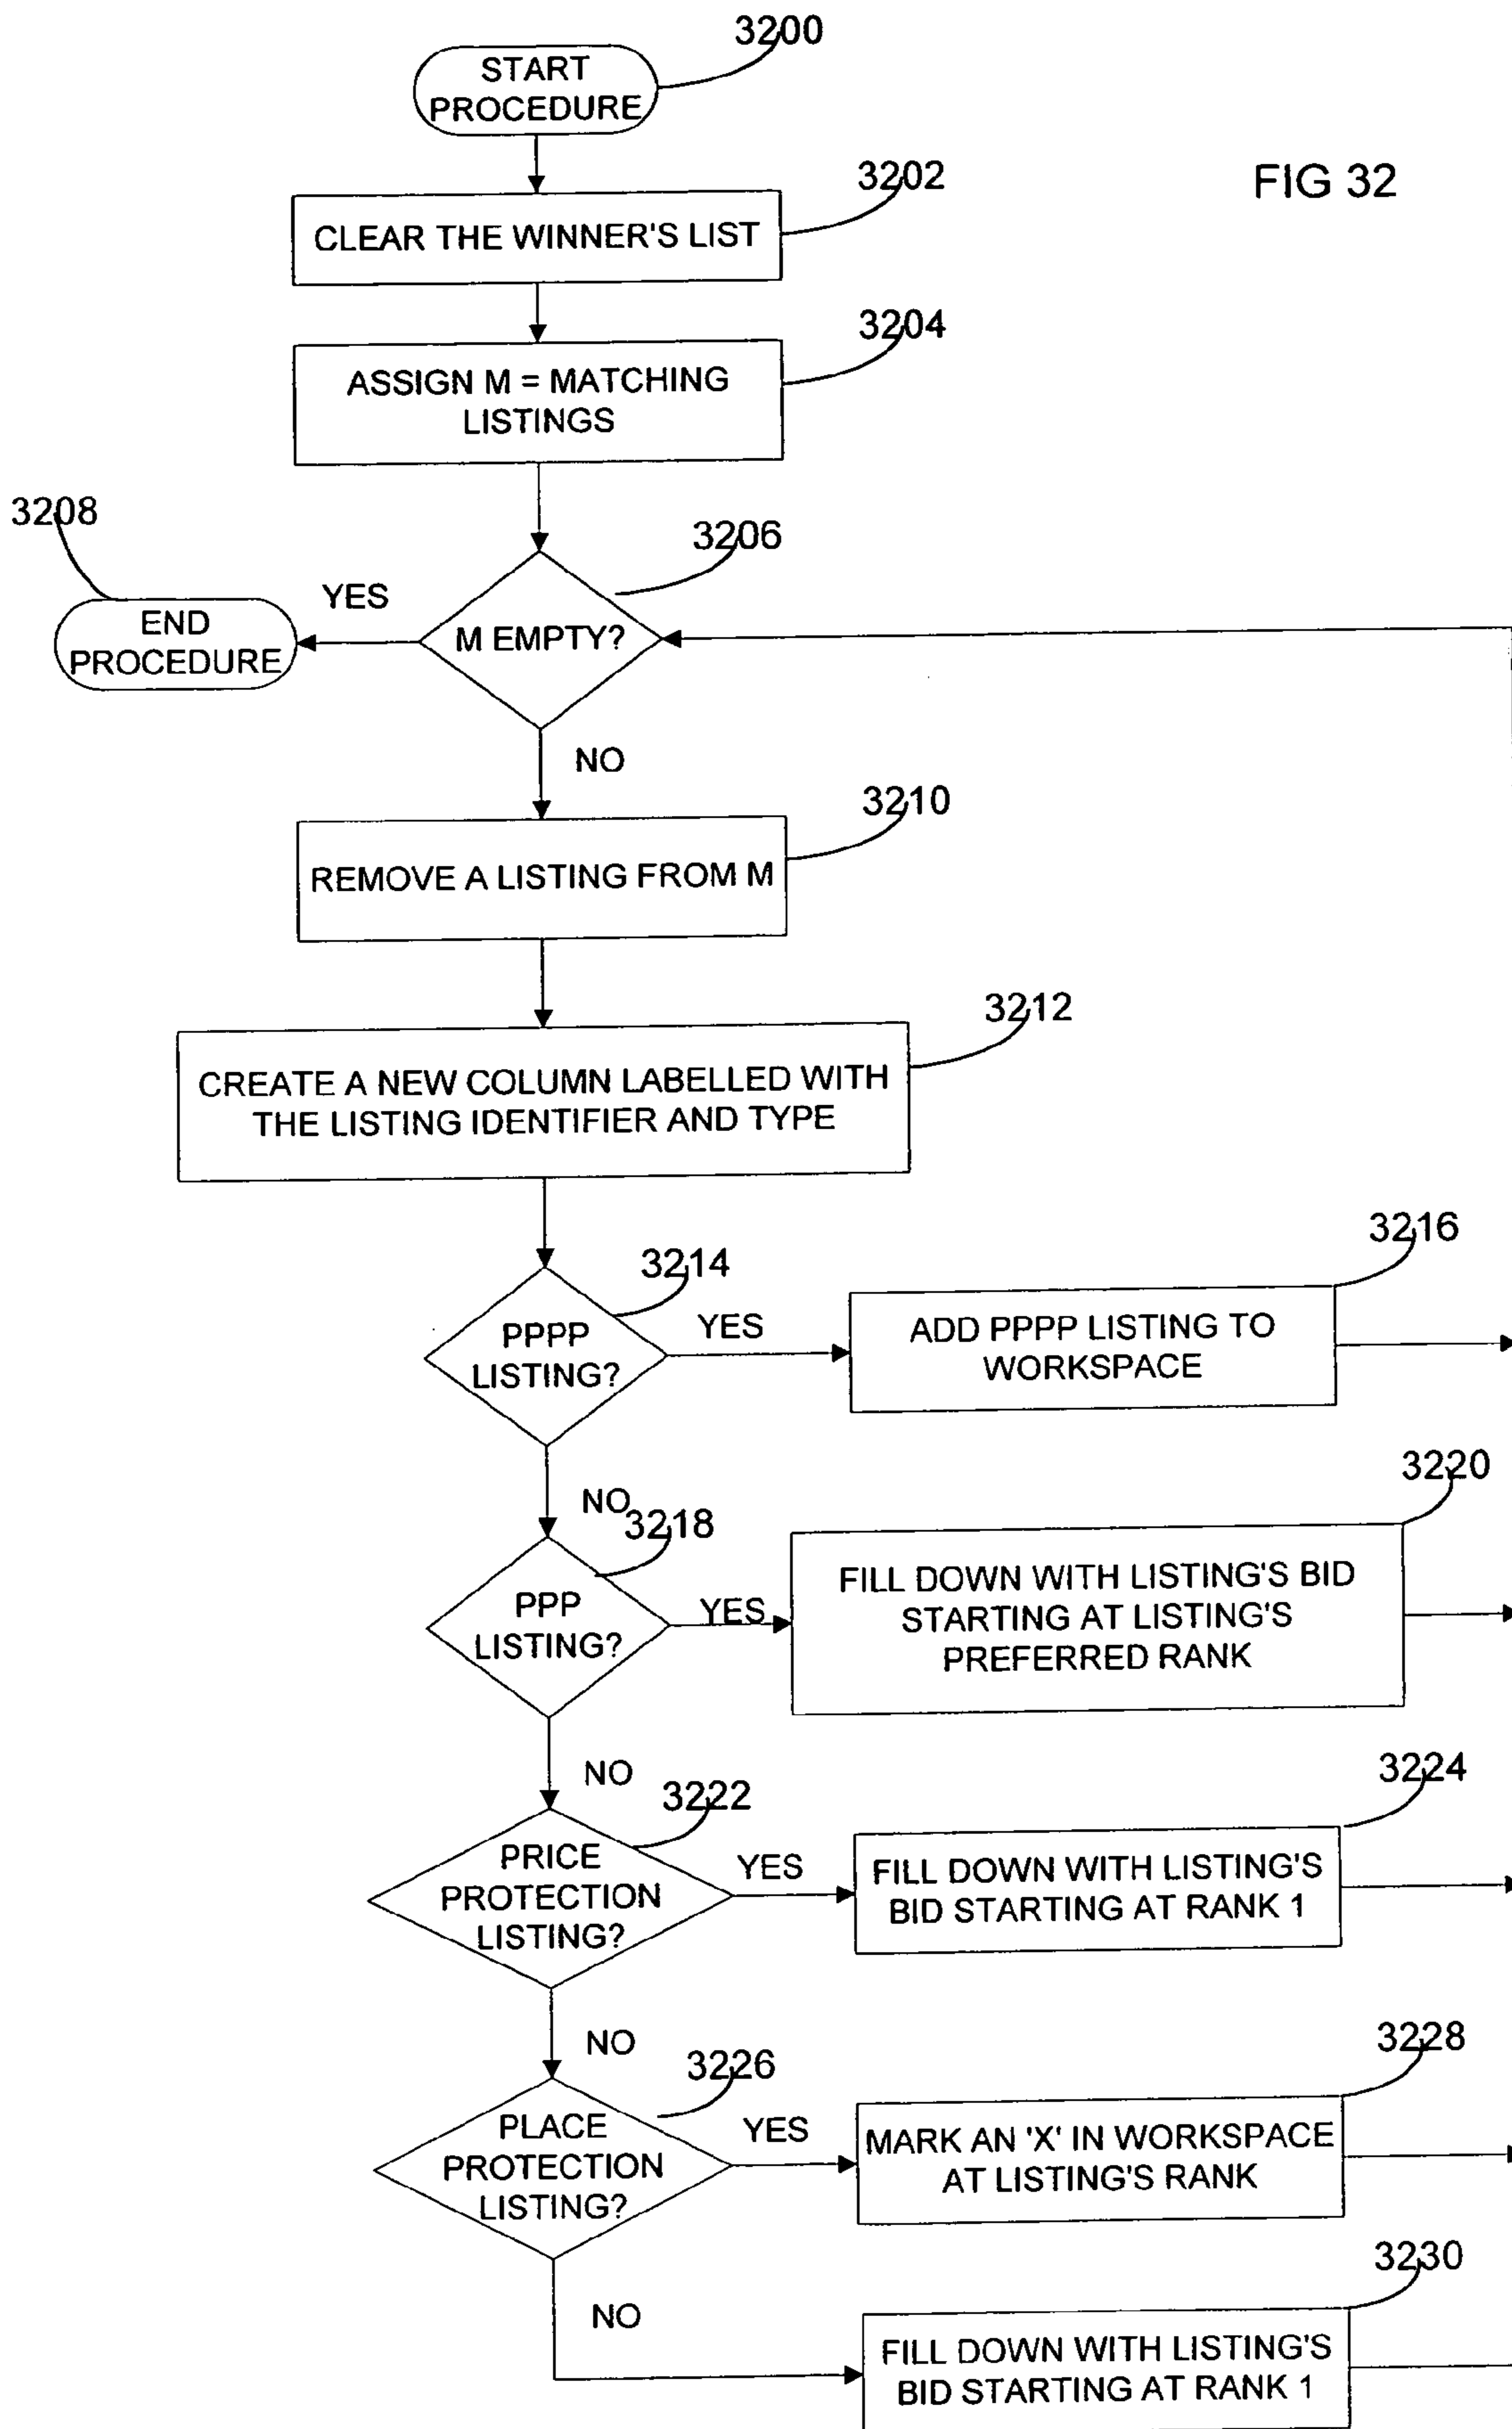 3200
START
PROCEDURE
FIG 32
3202
CLEAR THE WINNER'S LIST
3204
ASSIGN M = MATCHING
LISTINGS
3208
3206
YES
END
PROCEDURE
M EMPTY?
NO
3210
REMOVE A LISTING FROM M
3212
CREATE A NEW COLUMN LABELLED WITH
THE LISTING IDENTIFIER AND TYPE
3214
3216
PPPP
LISTING?
YES
ADD PPPP LISTING TO
WORKSPACE
NO
3218
3220
PPP
LISTING?
YES
FILL DOWN WITH LISTING'S BID
STARTING AT LISTING'S
PREFERRED RANK
NO
3222
3224
PRICE
PROTECTION
LISTING?
YES
FILL DOWN WITH LISTING'S
BID STARTING AT RANK 1
NO
3226
3228
PLACE
PROTECTION
LISTING?
YES
MARK AN 'X' IN WORKSPACE
AT LISTING'S RANK
NO
3230
FILL DOWN WITH LISTING'S
BID STARTING AT RANK 1